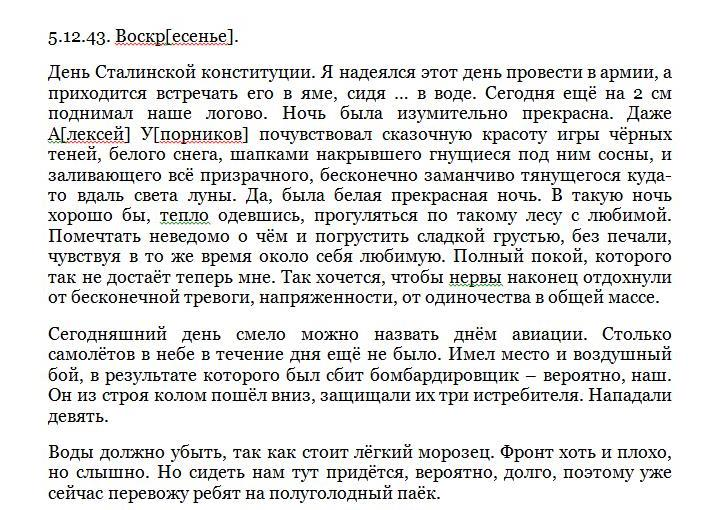 5.12.43. Воскр[есенье].
День Сталинской конституции. Я надеялся этот день провести в армии, а
приходится встречать его в яме, сидя ... в воде. Сегодня ещё на 2 см
поднимал наше логово. Ночь была изумительно прекрасна. Даже
А[лексей] У[порников] почувствовал сказочную красоту игры чёрных
теней, белого снега, шапками накрывшего гнущиеся под ним сосны, и
заливающего всё призрачного, бесконечно заманчиво тянущегося куда-
то вдаль света луны. Да, была белая прекрасная ночь. В такую ночь
хорошо бы, тепло одевшись, прогуляться по такому лесу с любимой.
Помечтать неведомо о чём и погрустить сладкой грустью, без печали,
чувствуя в то же время около себя любимую. Полный покой, которого
так не достаёт теперь мне. Так хочется, чтобы нервы наконец отдохнули
от бесконечной тревоги, напряженности, от одиночества в общей массе.
Сегодняшний день смело можно назвать днём авиации. Столько
самолётов в небе в течение дня ещё не было. Имел место и воздушный
бой, в результате которого был сбит бомбардировщик – вероятно, наш.
Он из строя колом пошёл вниз, защищали их три истребителя. Нападали
девять.
Воды должно убыть, так как стоит лёгкий морозец. Фронт хоть и плохо,
но слышно. Но сидеть нам тут придётся, вероятно, долго, поэтому уже
сейчас перевожу ребят на полуголодный паёк.